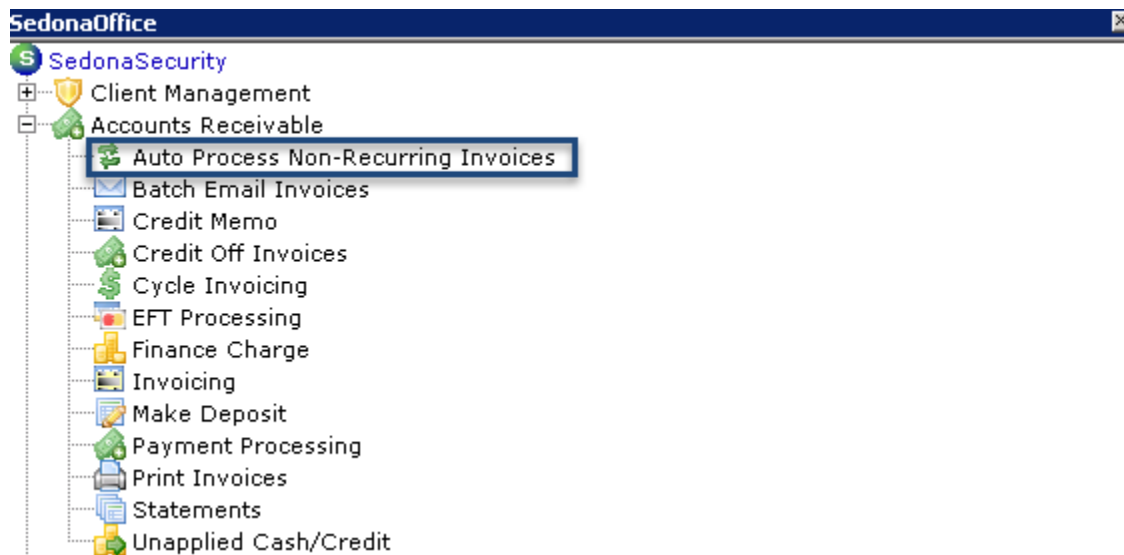 SedonaOffice
SedonaSecurity
Client Management
Accounts Receivable
Auto Process Non-Recurring Invoices
Batch Email Invoices
Credit Memo
Credit Off Invoices
Cycle Invoicing
EFT Processing
Finance Charge
Invoicing
Make Deposit
Payment Processing
Print Invoices
Statements
Unapplied Cash/Credit